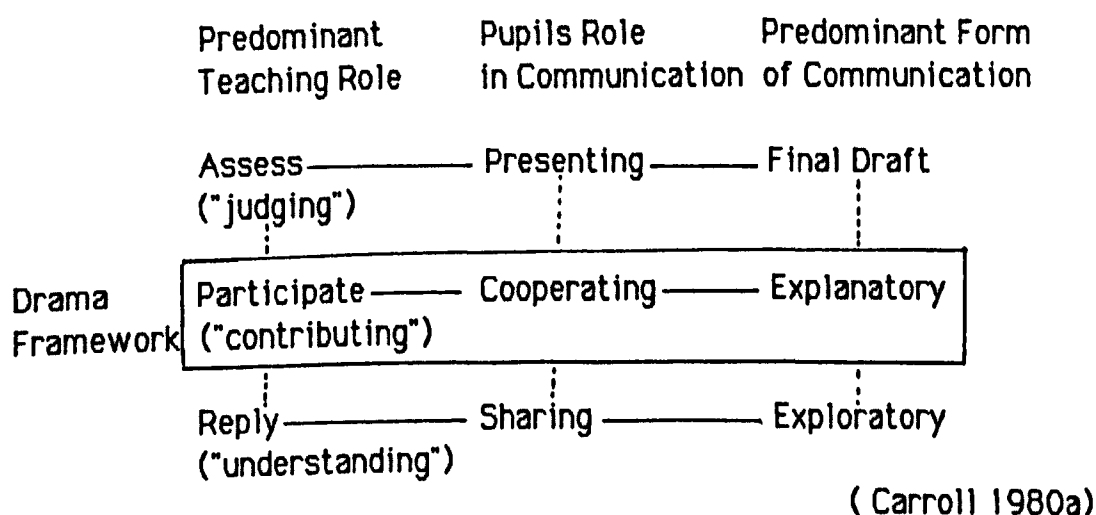 Predominant Pupils Role Predominant Form
Teaching Role in Communication of Communication
Assess Presenting Final Draft
("judging")
Drama Participate Cooperating Explanatory
Framework ("contributing")
Reply Sharing Exploratory
("understanding")
( Carroll 1980a)